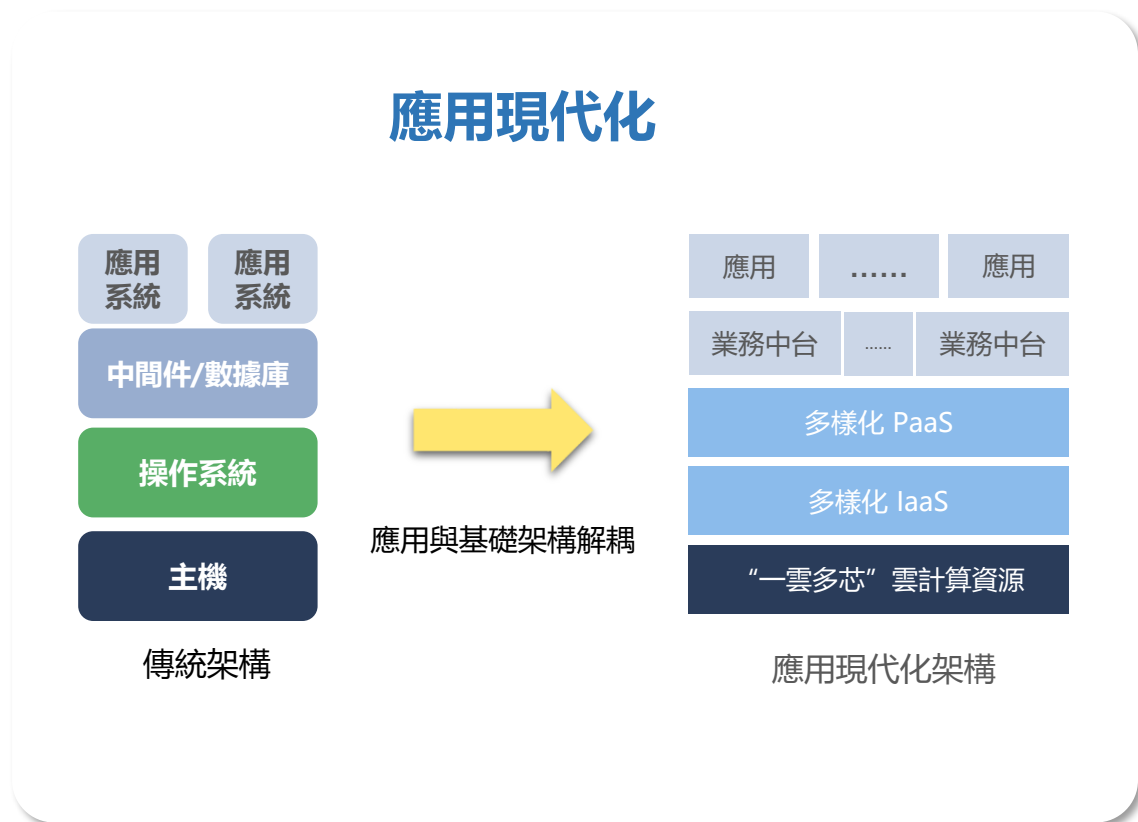 應用現代化
應用
系統
應用
系統
中間件/數據庫
操作系統
主機
傳統架構
應用與基礎架構解耦
應用
......
應用
業務中台
......
業務中台
多樣化 PaaS
多樣化 IaaS
“一雲多芯”雲計算資源
應用現代化架構